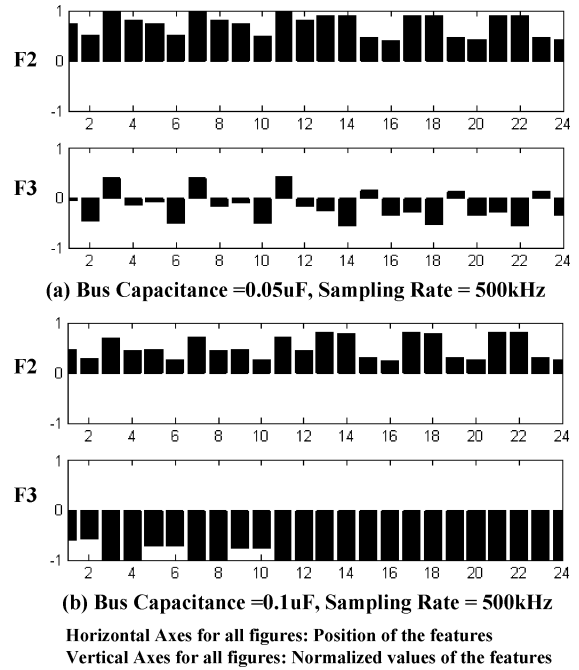 1
F2
0
-1
2 4 6 8 10 12 14 16 18 20 22 24
1
F3
0
-1
2 4 6 8 10 12 14 16 18 20 22 24
(a) Bus Capacitance =0.05uF, Sampling Rate = 500kHz
1
F2
0
-1
2 4 6 8 10 12 14 16 18 20 22 24
1
F3
0
-1
2 4 6 8 10 12 14 16 18 20 22 24
(b) Bus Capacitance =0.1uF, Sampling Rate = 500kHz
Horizontal Axes for all figures: Position of the features
Vertical Axes for all figures: Normalized values of the features